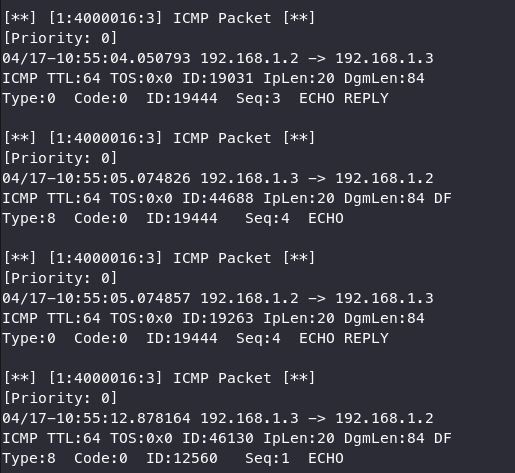 [**] [1:4000016:3] ICMP Packet [**]
[Priority: 0]
04/17-10:55:04.050793 192.168.1.2 -> 192.168.1.3
ICMP TTL:64 TOS:0x0 ID:19031 IpLen:20 DgmLen:84
Type:0  Code:0  ID:19444  Seq:3  ECHO REPLY

[**] [1:4000016:3] ICMP Packet [**]
[Priority: 0]
04/17-10:55:05.074826 192.168.1.3 -> 192.168.1.2
ICMP TTL:64 TOS:0x0 ID:44688 IpLen:20 DgmLen:84 DF
Type:8  Code:0  ID:19444   Seq:4  ECHO

[**] [1:4000016:3] ICMP Packet [**]
[Priority: 0]
04/17-10:55:05.074857 192.168.1.2 -> 192.168.1.3
ICMP TTL:64 TOS:0x0 ID:19263 IpLen:20 DgmLen:84
Type:0  Code:0  ID:19444  Seq:4  ECHO REPLY

[**] [1:4000016:3] ICMP Packet [**]
[Priority: 0]
04/17-10:55:12.878164 192.168.1.3 -> 192.168.1.2
ICMP TTL:64 TOS:0x0 ID:46130 IpLen:20 DgmLen:84 DF
Type:8  Code:0  ID:12560   Seq:1  ECHO